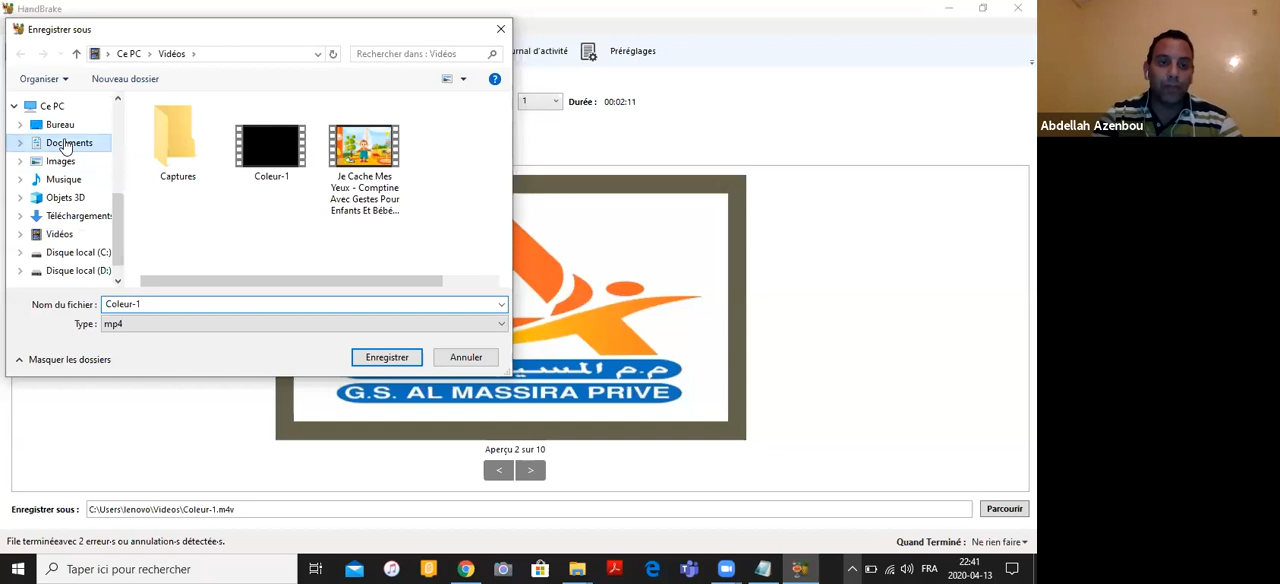 HandBrake
Enregistrer sous
Ce PC > Vidéos >
Rechercher dans : Vidéos
urnal d'activité
Préréglages
Organiser
Nouveau dossier
1
Durée : 00:02:11
Ce PC
Bureau
Documents
Images
Musique
Objets 3D
Téléchargements
Vidéos
Disque local (C:)
Disque local (D:)
Captures
Coleur-1
Je Cache Mes
Yeux - Comptine
Avec Gestes Pour
Enfants Et Bébé...
Nom du fichier : Coleur-1
Type : mp4
Masquer les dossiers
Enregistrer
Annuler
م.م المسي
G.S. AL MASSIRA PRIVE
Aperçu 2 sur 10
< >
Enregistrer sous : C:\Users\lenovo\Videos\Coleur-1.m4v
Parcourir
File terminéeavec 2 erreur·s ou annulation·s détectée·s.
Quand Terminé : Ne rien faire
Taper ici pour rechercher
FRA
22:41
2020-04-13
Abdellah Azenbou